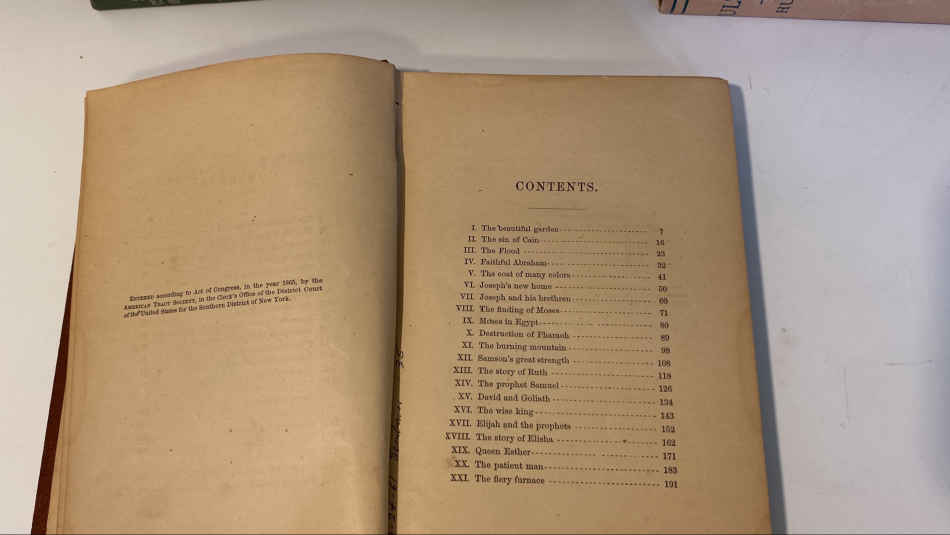 ENTERED according to Act of Congress, in the year 1865, by the
AMERICAN TRACT SOCIETY, in the Clerk's Office of the District Court
of the United States for the Southern District of New York.
CONTENTS.
I. The beautiful garden 7
II. The sin of Cain 16
III. The Flood 23
IV. Faithful Abraham 32
V. The coat of many colors 41
VI. Joseph's new home 50
VII. Joseph and his brethren 60
VIII. The finding of Moses 71
IX. Moses in Egypt 80
X. Destruction of Pharaoh 89
XI. The burning mountain 98
XII. Samson's great strength 108
XIII. The story of Ruth 118
XIV. The prophet Samuel 126
XV. David and Goliath 134
XVI. The wise king 143
XVII. Elijah and the prophets 152
XVIII. The story of Elisha 162
XIX. Queen Esther 171
XX. The patient man 183
XXI. The fiery furnace 191